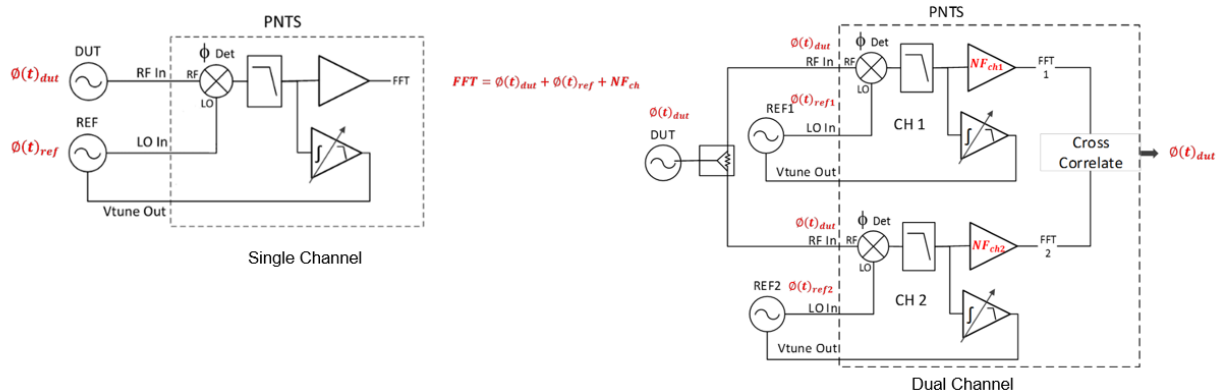 PNTS
DUT
ϕ Det
Ø(t)dut
RF In
RF
LO
FFT
REF
Ø(t)ref
LO In
Vtune Out
Single Channel
FFT = Ø(t)dut + Ø(t)ref + NFch
PNTS
Ø(t)dut
ϕ Det
RF In
RF
LO
NFch1
FFT
1
Ø(t)ref1
REF1
LO In
CH 1
Vtune Out
Ø(t)dut
DUT
Cross
Correlate
Ø(t)dut
Ø(t)dut
ϕ Det
RF In
RF
LO
NFch2
FFT
2
REF2
Ø(t)ref2
LO In
CH 2
Vtune Out
Dual Channel